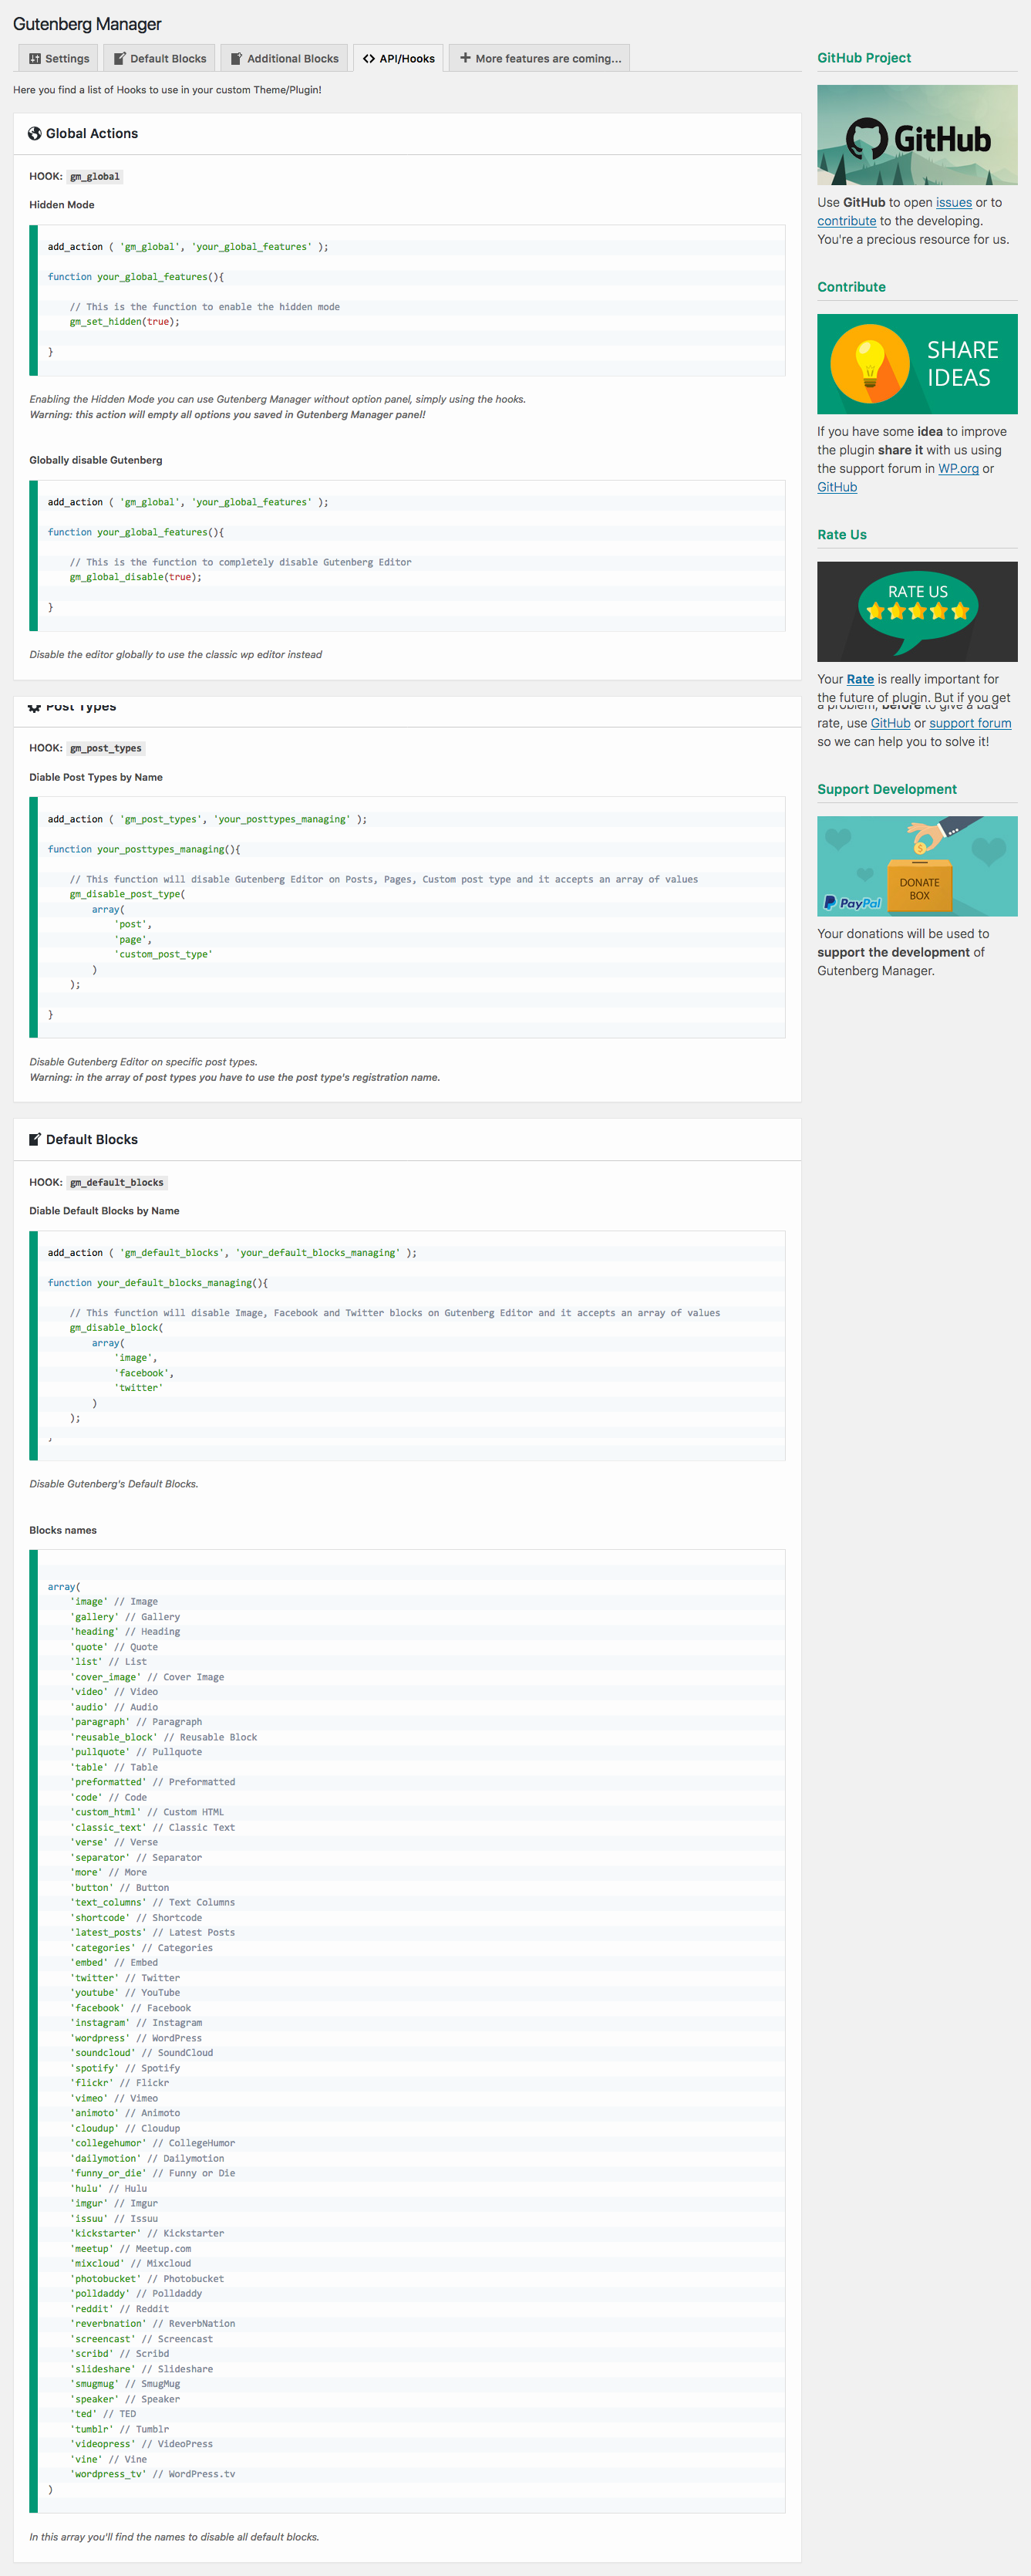 Gutenberg Manager
Settings
Default Blocks
Additional Blocks
<> API/Hooks
+ More features are coming...
Here you find a list of Hooks to use in your custom Theme/Plugin!
Global Actions
HOOK: gm_global
Hidden Mode
add_action ( 'gm_global', 'your_global_features' );
function your_global_features(){
// This is the function to enable the hidden mode
gm_set_hidden(true);
}
Enabling the Hidden Mode you can use Gutenberg Manager without option panel, simply using the hooks.
Warning: this action will empty all options you saved in Gutenberg Manager panel!
Globally disable Gutenberg
add_action ( 'gm_global', 'your_global_features' );
function your_global_features(){
// This is the function to completely disable Gutenberg Editor
gm_global_disable(true);
}
Disable the editor globally to use the classic wp editor instead
Post Types
HOOK: gm_post_types
Diable Post Types by Name
add_action ( 'gm_post_types', 'your_posttypes_managing' );
function your_posttypes_managing(){
// This function will disable Gutenberg Editor on Posts, Pages, Custom post type and it accepts an array of values
gm_disable_post_type(
array(
'post',
'page',
'custom_post_type'
)
);
}
Disable Gutenberg Editor on specific post types.
Warning: in the array of post types you have to use the post type's registration name.
Default Blocks
HOOK: gm_default_blocks
Diable Default Blocks by Name
add_action ( 'gm_default_blocks', 'your_default_blocks_managing' );
function your_default_blocks_managing(){
// This function will disable Image, Facebook and Twitter blocks on Gutenberg Editor and it accepts an array of values
gm_disable_block(
array(
'image',
'facebook',
'twitter'
)
);
Disable Gutenberg's Default Blocks.
Blocks names
array(
'image' // Image
'gallery' // Gallery
'heading' // Heading
'quote' // Quote
'list' // List
'cover_image' // Cover Image
'video' // Video
'audio' // Audio
'paragraph' // Paragraph
'reusable_block' // Reusable Block
'pullquote' // Pullquote
'table' // Table
'preformatted' // Preformatted
'code' // Code
'custom_html' // Custom HTML
'classic_text' // Classic Text
'verse' // Verse
'separator' // Separator
'more' // More
'button' // Button
'text_columns' // Text Columns
'shortcode' // Shortcode
'latest_posts' // Latest Posts
'categories' // Categories
'embed' // Embed
'twitter' // Twitter
'youtube' // YouTube
'facebook' // Facebook
'instagram' // Instagram
'wordpress' // WordPress
'soundcloud' // SoundCloud
'spotify' // Spotify
'flickr' // Flickr
'vimeo' // Vimeo
'animoto' // Animoto
'cloudup' // Cloudup
'collegehumor' // CollegeHumor
'dailymotion' // Dailymotion
'funny_or_die' // Funny or Die
'hulu' // Hulu
'imgur' // Imgur
'issuu' // Issuu
'kickstarter' // Kickstarter
'meetup' // Meetup.com
'mixcloud' // Mixcloud
'photobucket' // Photobucket
'polldaddy' // Polldaddy
'reddit' // Reddit
'reverbnation' // ReverbNation
'screencast' // Screencast
'scribd' // Scribd
'slideshare' // Slideshare
'smugmug' // SmugMug
'speaker' // Speaker
'ted' // TED
'tumblr' // Tumblr
'videopress' // VideoPress
'vine' // Vine
'wordpress_tv' // WordPress.tv
)
In this array you'll find the names to disable all default blocks.
GitHub Project
GitHub
Use GitHub to open issues or to
contribute to the developing.
You're a precious resource for us.
Contribute
SHARE
IDEAS
If you have some idea to improve
the plugin share it with us using
the support forum in WP.org or
GitHub
Rate Us
RATE US
Your Rate is really important for
the future of plugin. But if you get
a problem, before to give a bad
rate, use GitHub or support forum
so we can help you to solve it!
Support Development
DONATE
BOX
PayPal
Your donations will be used to
support the development of
Gutenberg Manager.